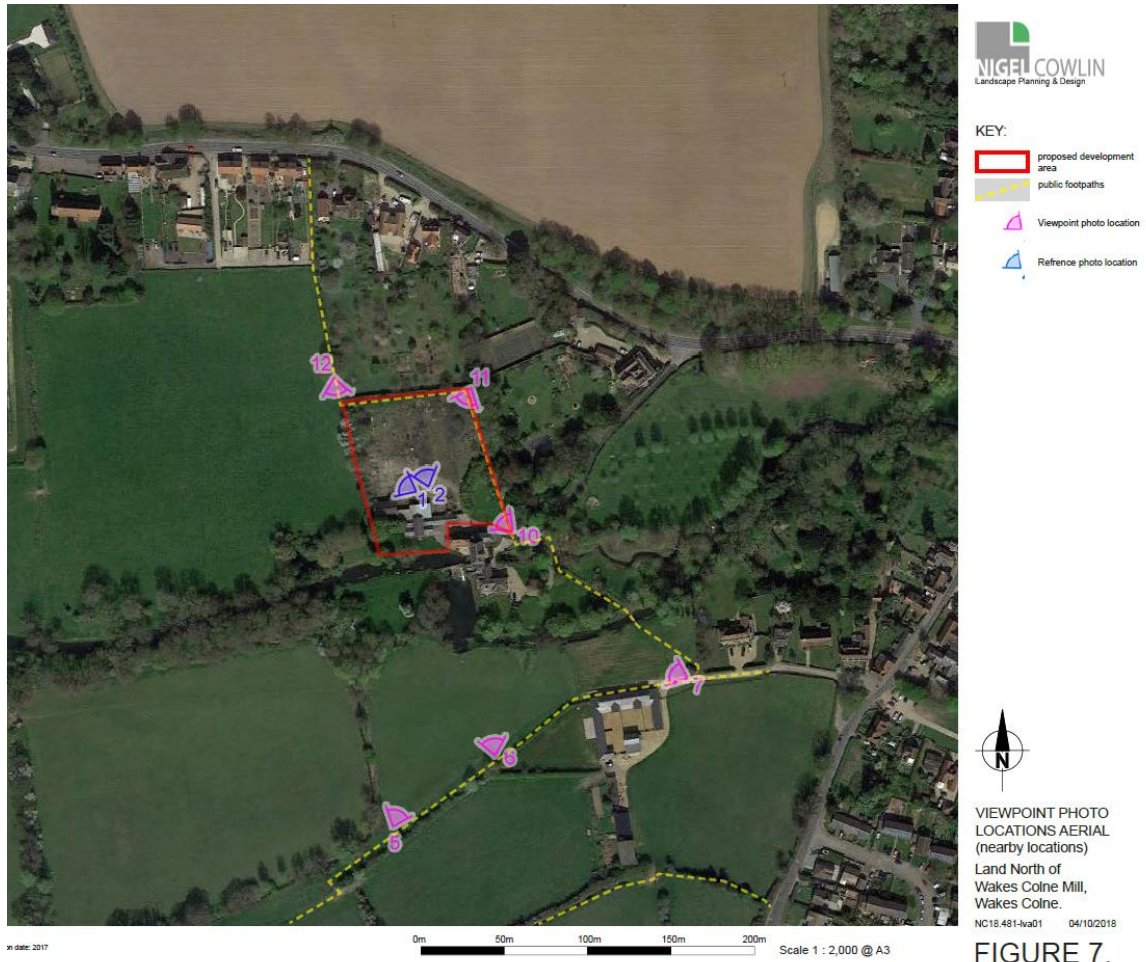 NIGEL COWLIN
Landscape Planning & Design
KEY:
proposed development
area
public footpaths
Viewpoint photo location
Refrence photo location
12
11
1 2
10
7
6
5
N
VIEWPOINT PHOTO
LOCATIONS AERIAL
(nearby locations)
Land North of
Wakes Colne Mill,
Wakes Colne.
NC18.481-lva01 04/10/2018
FIGURE 7.
n date: 2017
0m 50m 100m 150m 200m
Scale 1 : 2,000 @ A3